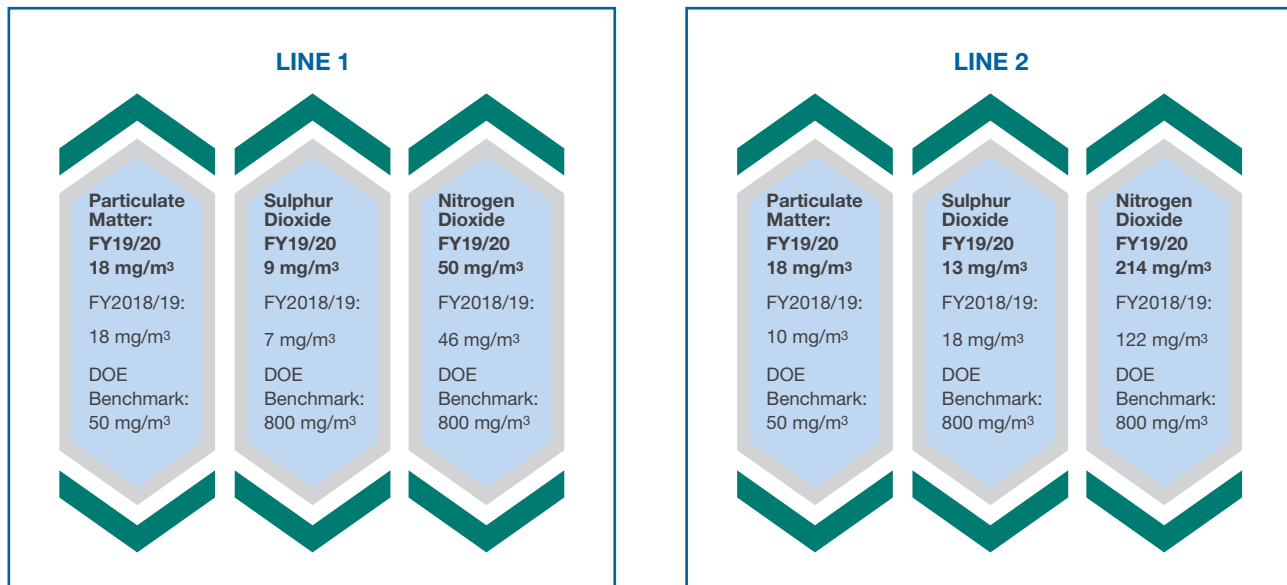 LINE 1
Particulate
Matter:
FY19/20
18 mg/m³
FY2018/19:
18 mg/m³
DOE
Benchmark:
50 mg/m³
Sulphur
Dioxide
FY19/20
9 mg/m³
FY2018/19:
7 mg/m³
DOE
Benchmark:
800 mg/m³
Nitrogen
Dioxide
FY19/20
50 mg/m³
FY2018/19:
46 mg/m³
DOE
Benchmark:
800 mg/m³
LINE 2
Particulate
Matter:
FY19/20
18 mg/m³
FY2018/19:
10 mg/m³
DOE
Benchmark:
50 mg/m³
Sulphur
Dioxide
FY19/20
13 mg/m³
FY2018/19:
18 mg/m³
DOE
Benchmark:
800 mg/m³
Nitrogen
Dioxide
FY19/20
214 mg/m³
FY2018/19:
122 mg/m³
DOE
Benchmark:
800 mg/m³